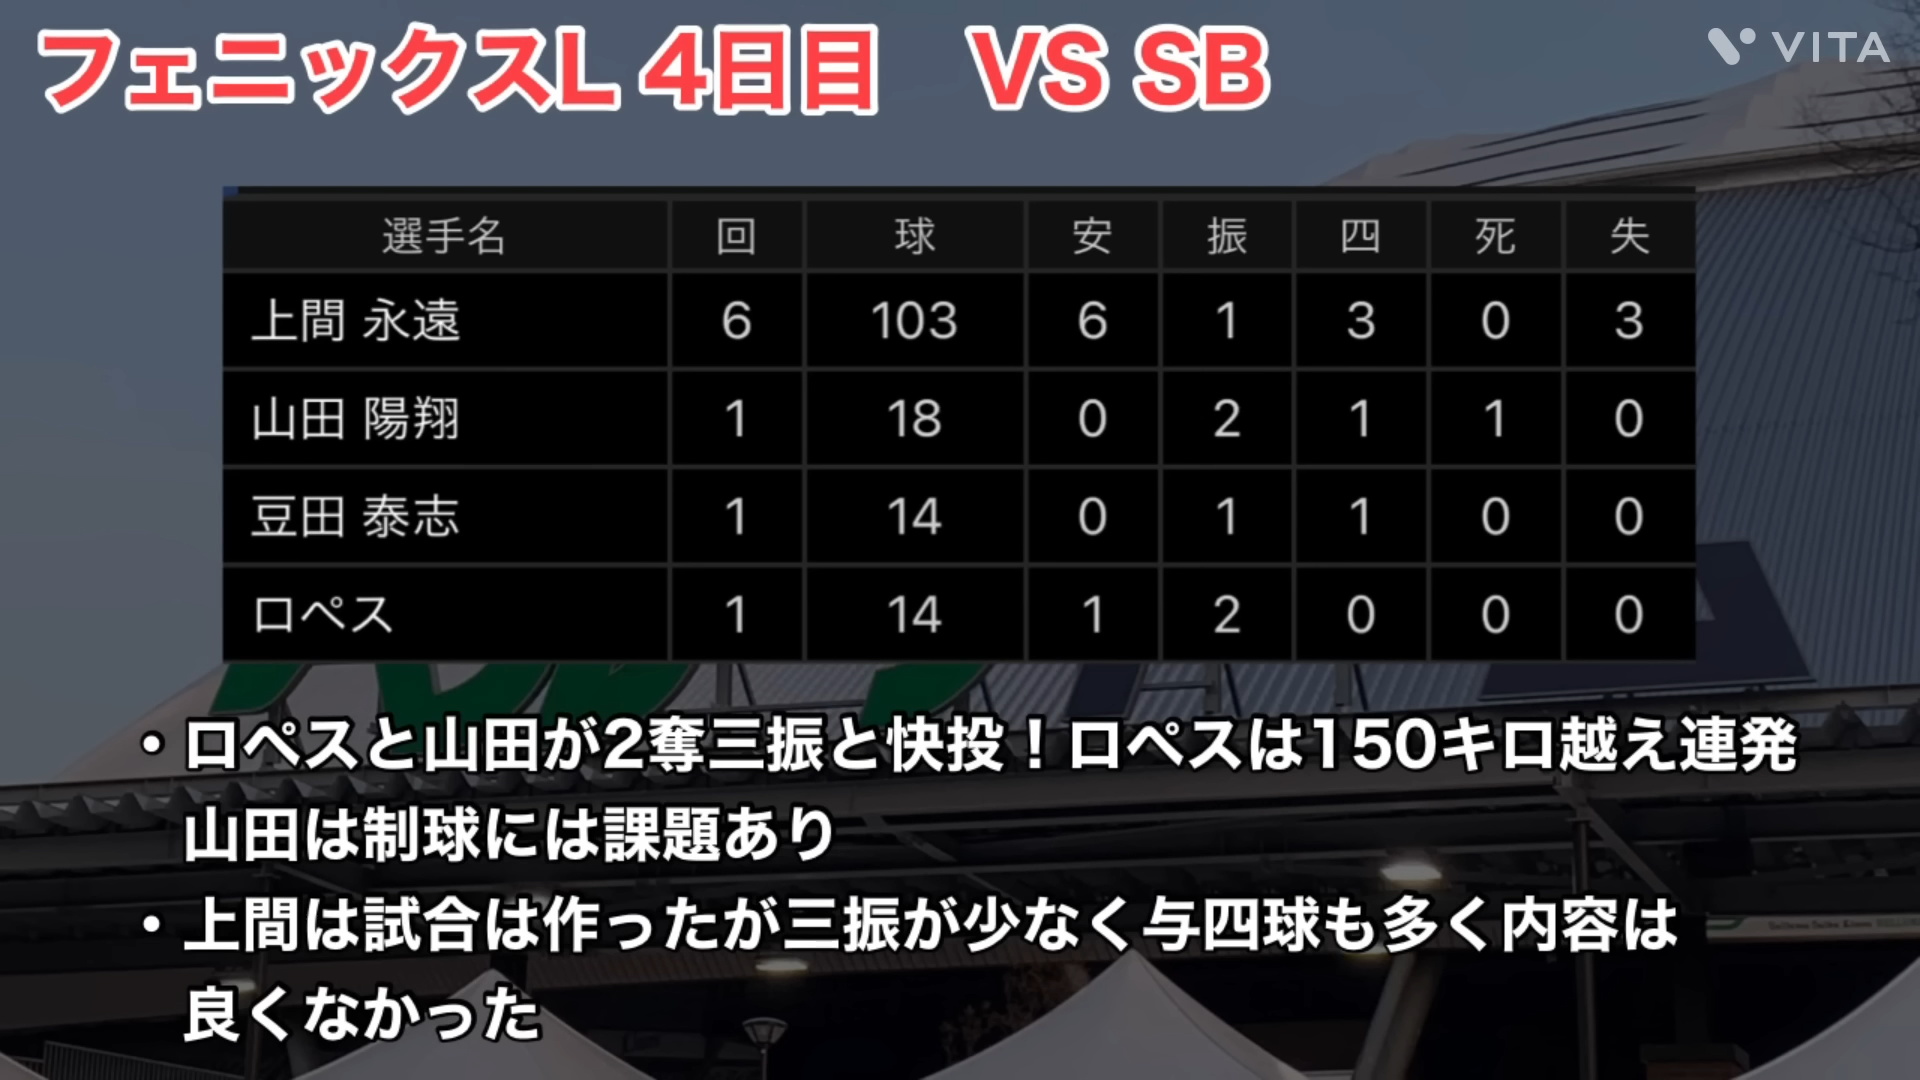 フェニックスL 4日目　VS SB
VITA
選手名 回 球 安 振 四 死 失
上間 永遠 6 103 6 1 3 0 3
山田 陽翔 1 18 0 2 1 1 0
豆田 泰志 1 14 0 1 1 0 0
ロペス 1 14 1 2 0 0 0
・ロペスと山田が2奪三振と快投！ロペスは150キロ越え連発
山田は制球には課題あり
・上間は試合は作ったが三振が少なく与四球も多く内容は
良くなかった